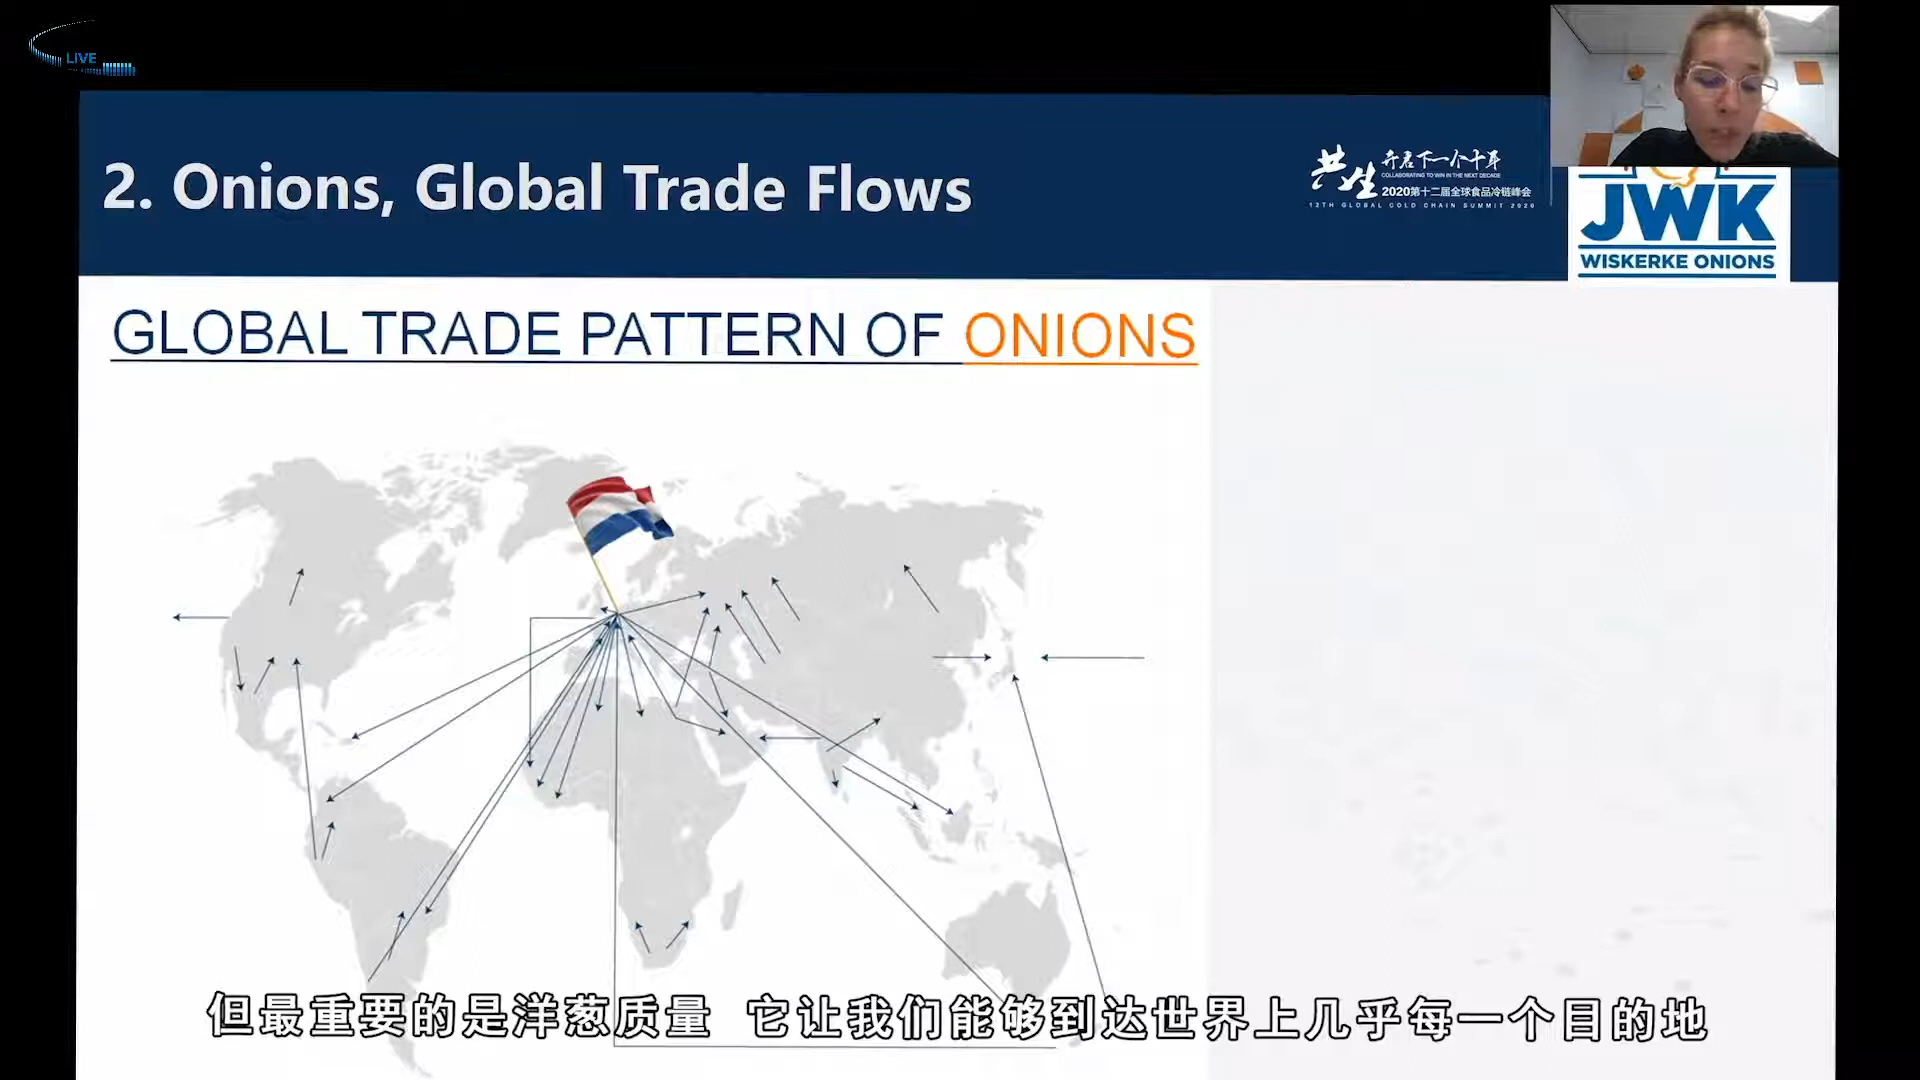 LIVE
2. Onions, Global Trade Flows
共生 开启下一个十年
COLLABORATING TO WIN IN THE NEXT DECADE
2020第十二届全球食品冷链峰会
12TH GLOBAL COLD CHAIN SUMMIT 2020
JWK
WISKERKE ONIONS
GLOBAL TRADE PATTERN OF ONIONS
但最重要的是洋葱质量 它让我们能够到达世界上几乎每一个目的地